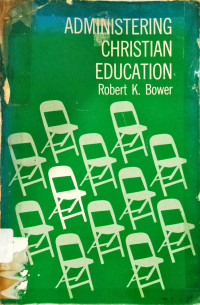 ADMINISTERING
CHRISTIAN
EDUCATION
Robert K. Bower